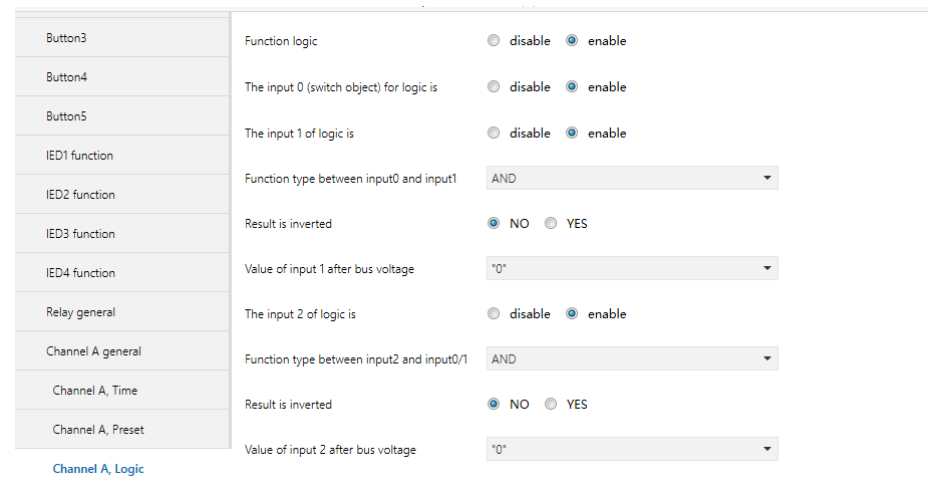 Button3
Button4
Button5
IED1 function
IED2 function
IED3 function
IED4 function
Relay general
Channel A general
Channel A, Time
Channel A, Preset
Channel A, Logic
Function logic disable enable
The input 0 (switch object) for logic is disable enable
The input 1 of logic is disable enable
Function type between input0 and input1 AND
Result is inverted NO YES
Value of input 1 after bus voltage "0"
The input 2 of logic is disable enable
Function type between input2 and input0/1 AND
Result is inverted NO YES
Value of input 2 after bus voltage "0"